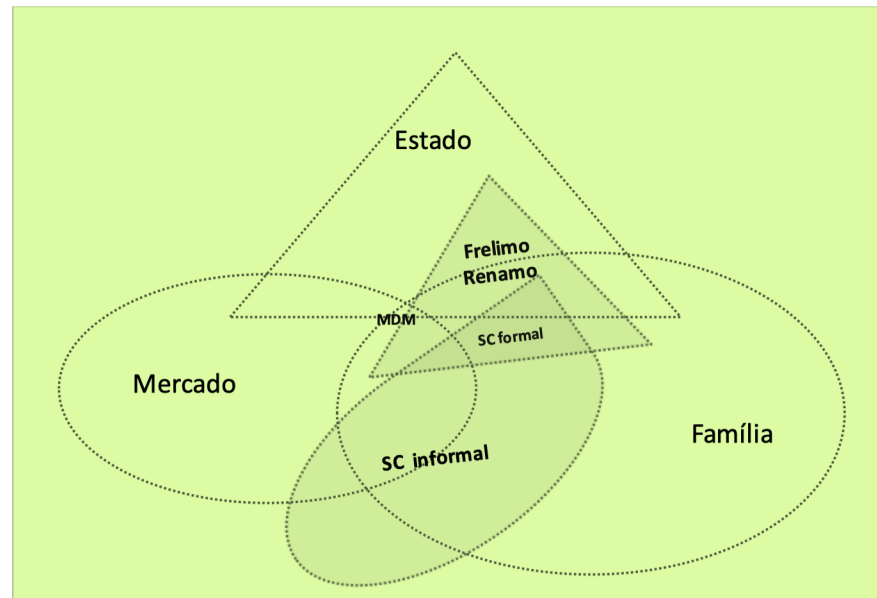 Estado
Frelimo
Renamo
MDM
SC formal
Mercado
Família
SC informal